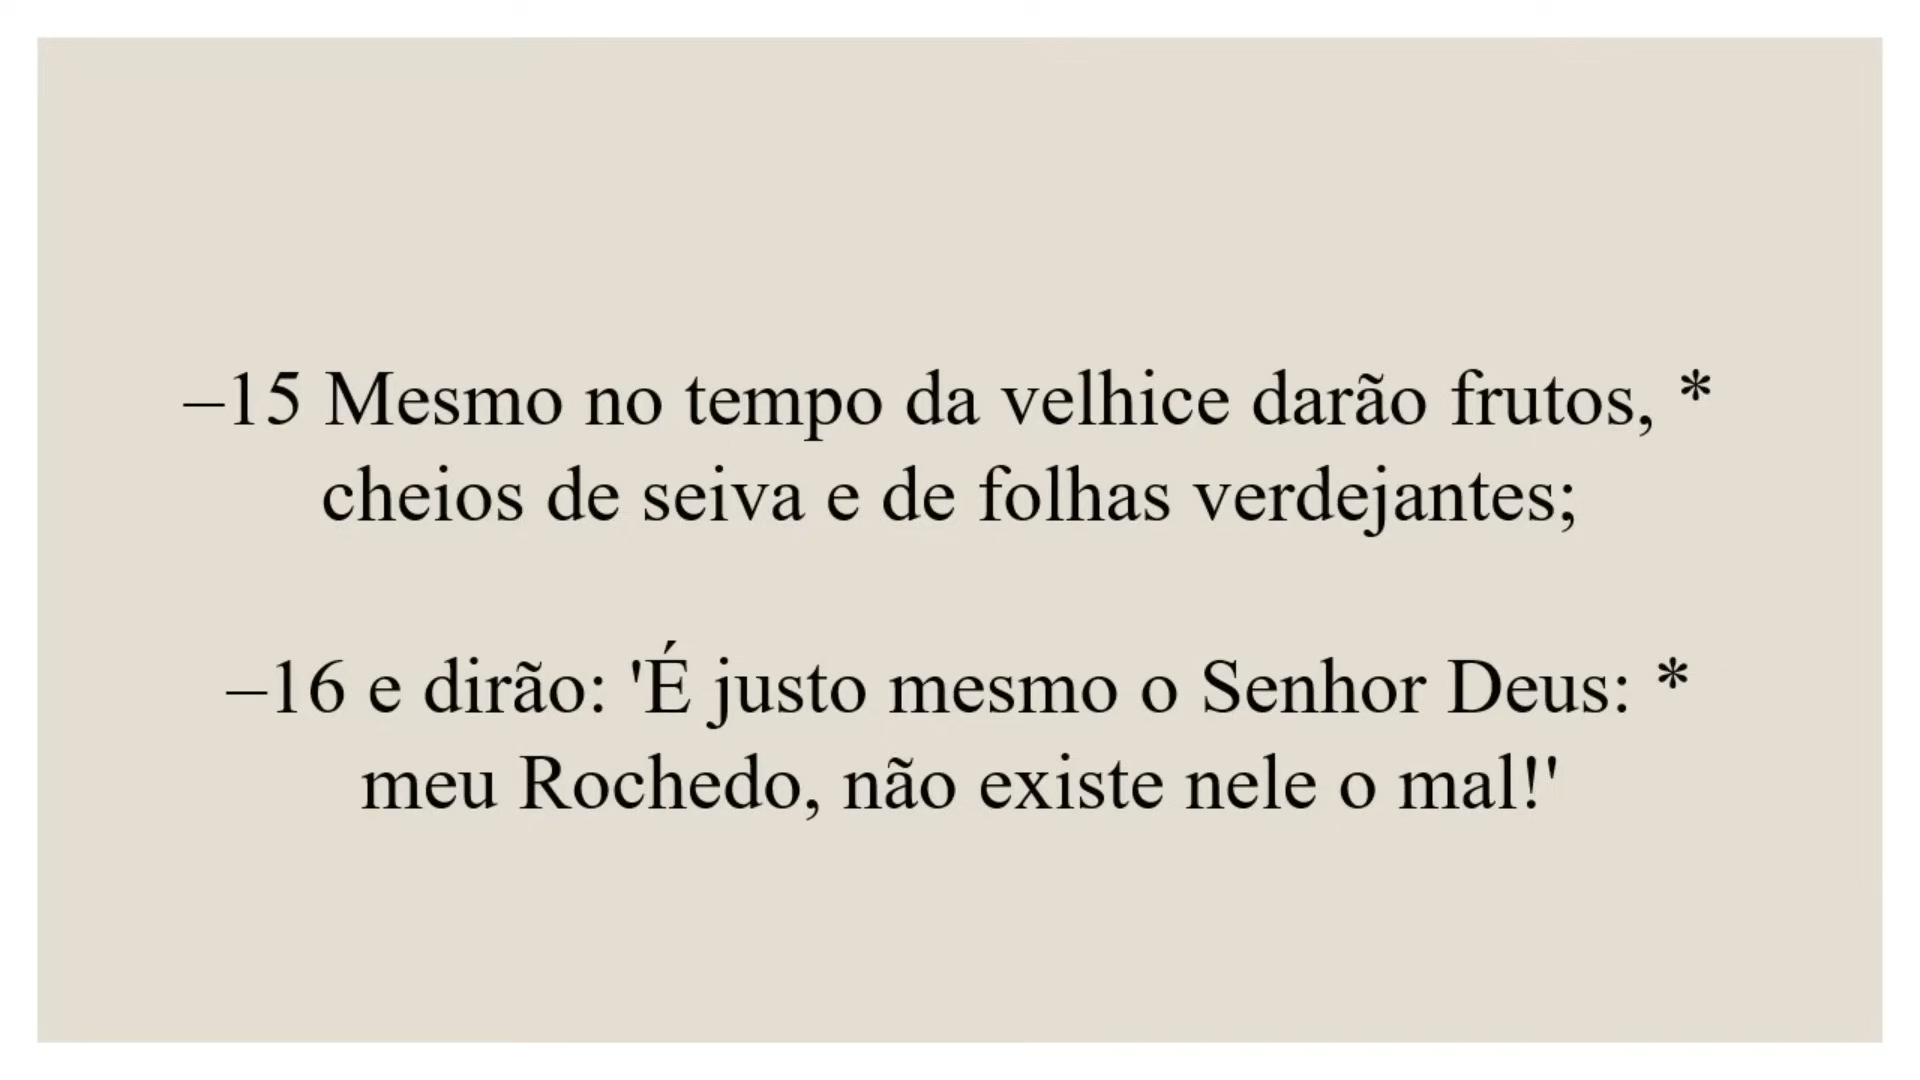 –15 Mesmo no tempo da velhice darão frutos, *
cheios de seiva e de folhas verdejantes;
–16 e dirão: 'É justo mesmo o Senhor Deus: *
meu Rochedo, não existe nele o mal!'